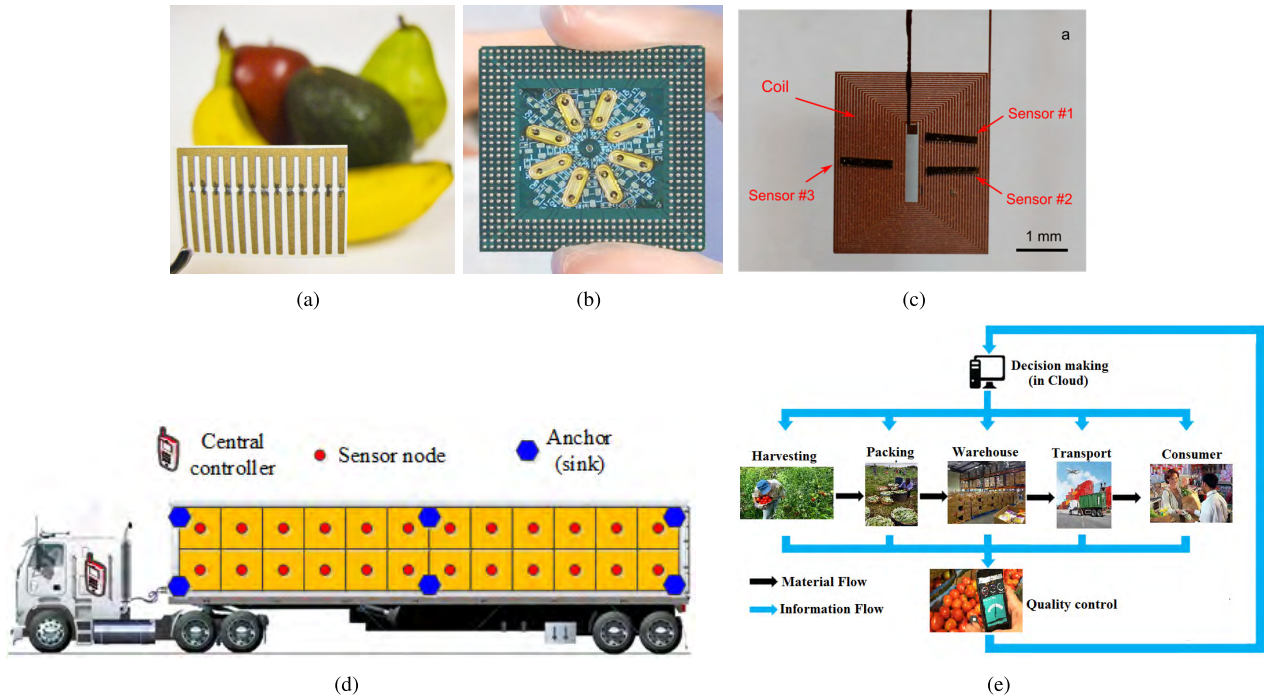 a
Coil
Sensor #1
Sensor #3
Sensor #2
1 mm
(a)
(b)
(c)
Decision making
(in Cloud)
Central
controller
Sensor node
Anchor
(sink)
Harvesting
Packing
Warehouse
Transport
Consumer
Material Flow
Information Flow
Quality control
(d)
(e)